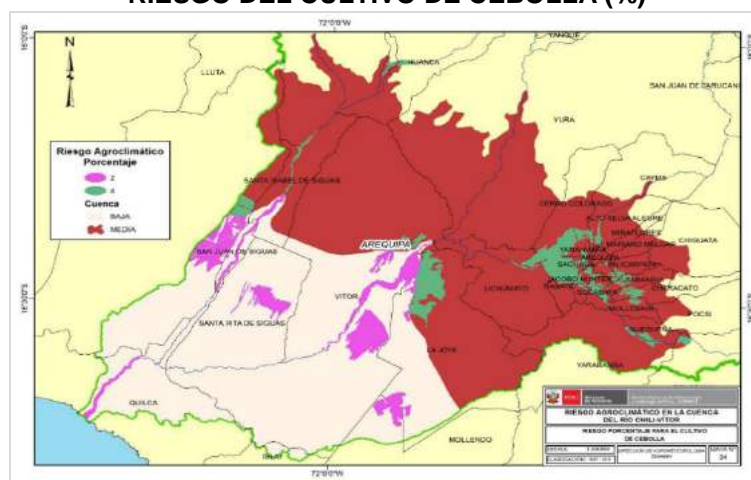 RIESGO DEL CULTIVO DE CEBOLLA (%)
72°0'0"W
N
YANQUE
HUANCA
LLUTA
SAN JUAN DE TARUCANI
YURA
Riesgo Agroclimático
Porcentaje
2
4
Cuenca
BAJA
MEDIA
SANTA ISABEL DE SIGUAS
CAYMA
CERRO COLORADO
ALTO SELVA ALEGRE
MIRAFLORES
CHIGUATA
MARIANO MELGAR
YANAHUARA
AREQUIPA
AREQUIPA
SAN JUAN DE SIGUAS
SACHACA
UCHUMAYO
VITOR
CHARACATO
SANTA RITA DE SIGUAS
MOLLEBAYA
POCSI
LA JOYA
YARABAMBA
QUILCA
MOLLENDO
ISLAY
72°0'0"W
RIESGO AGROCLIMÁTICO EN LA CUENCA
DEL RÍO CHILI-VÍTOR
RIESGO PORCENTAJE PARA EL CULTIVO
DE CEBOLLA